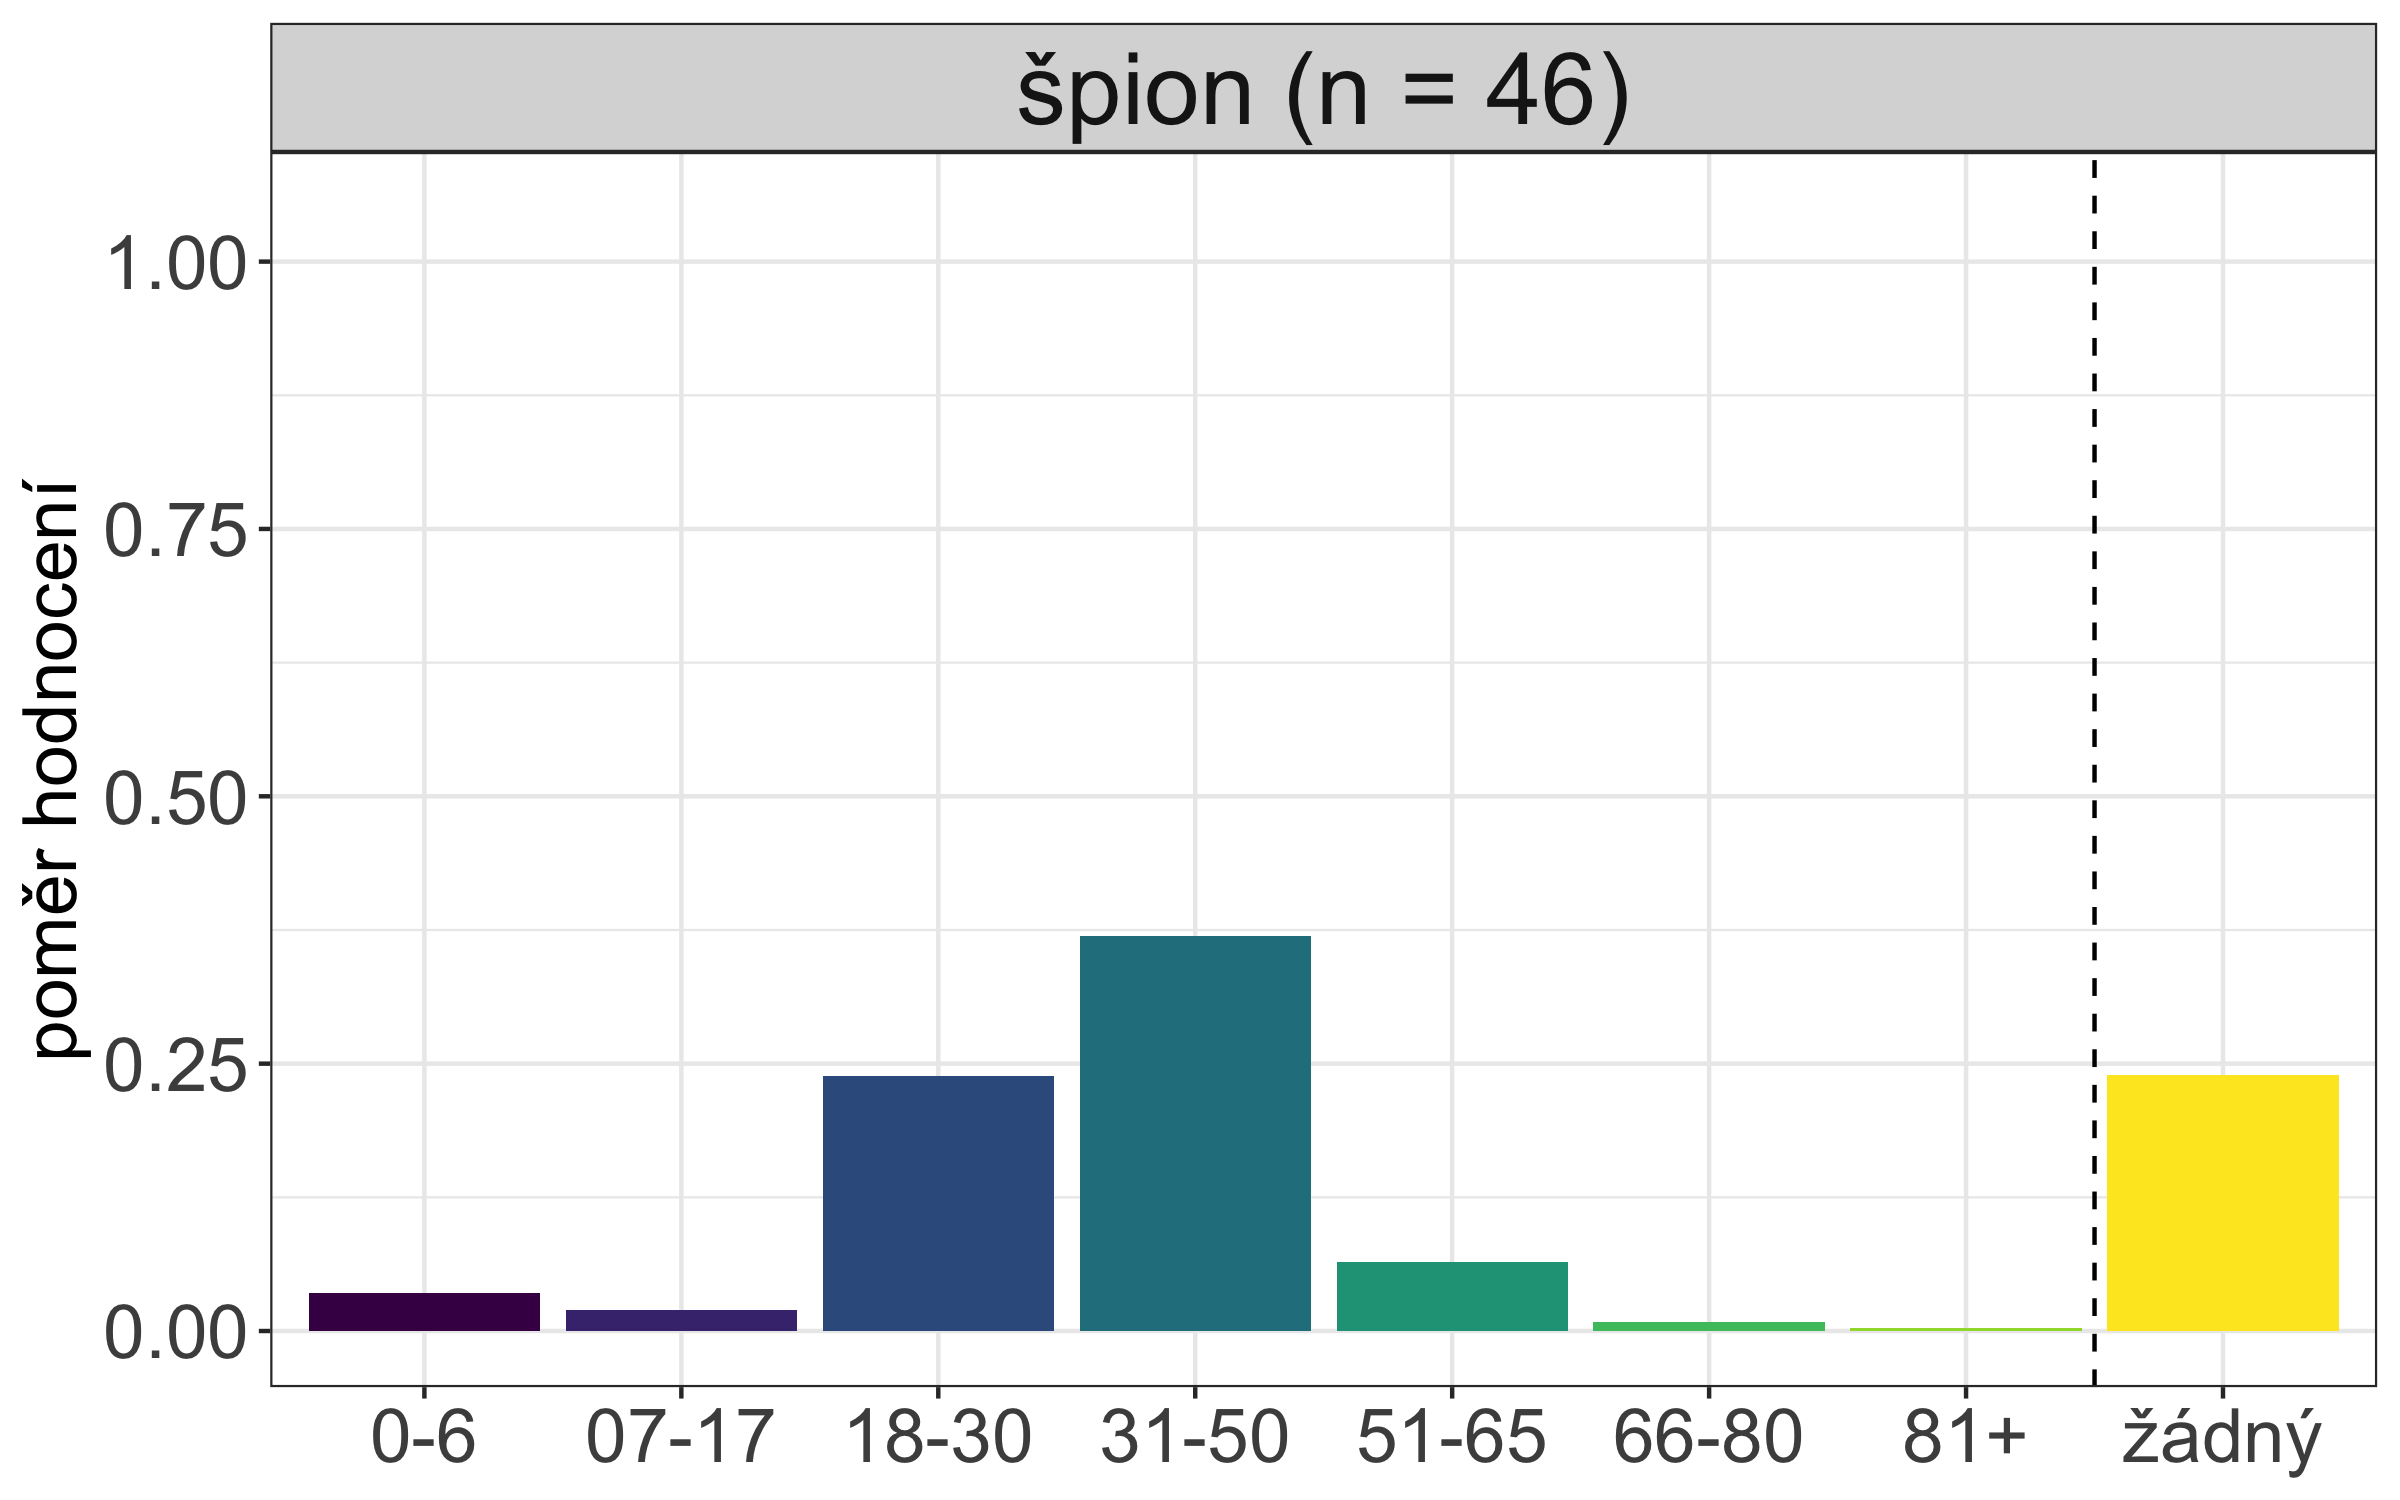 špion (n = 46)
poměr hodnocení
1.00
0.75
0.50
0.25
0.00
0-6 07-17 18-30 31-50 51-65 66-80 81+ žádný